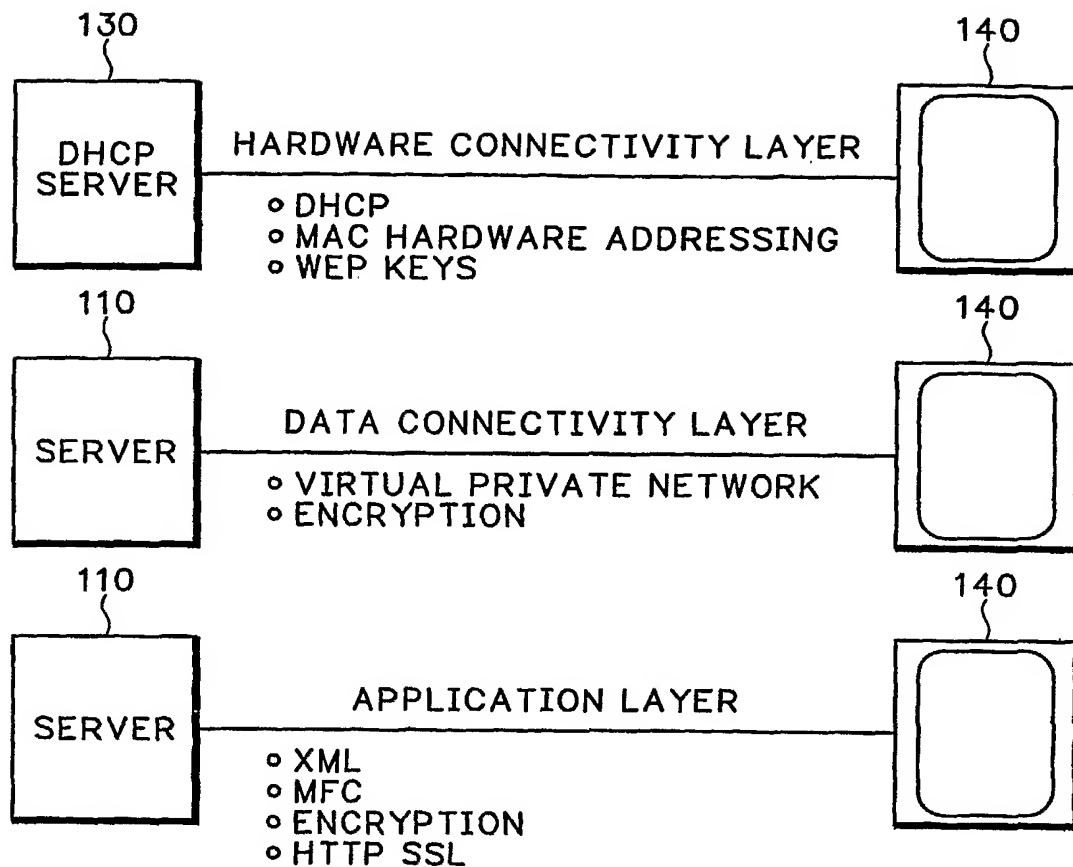 130
140
DHCP
SERVER
HARDWARE CONNECTIVITY LAYER
o DHCP
o MAC HARDWARE ADDRESSING
o WEP KEYS
110
140
SERVER
DATA CONNECTIVITY LAYER
o VIRTUAL PRIVATE NETWORK
o ENCRYPTION
110
140
SERVER
APPLICATION LAYER
o XML
o MFC
o ENCRYPTION
o HTTP SSL